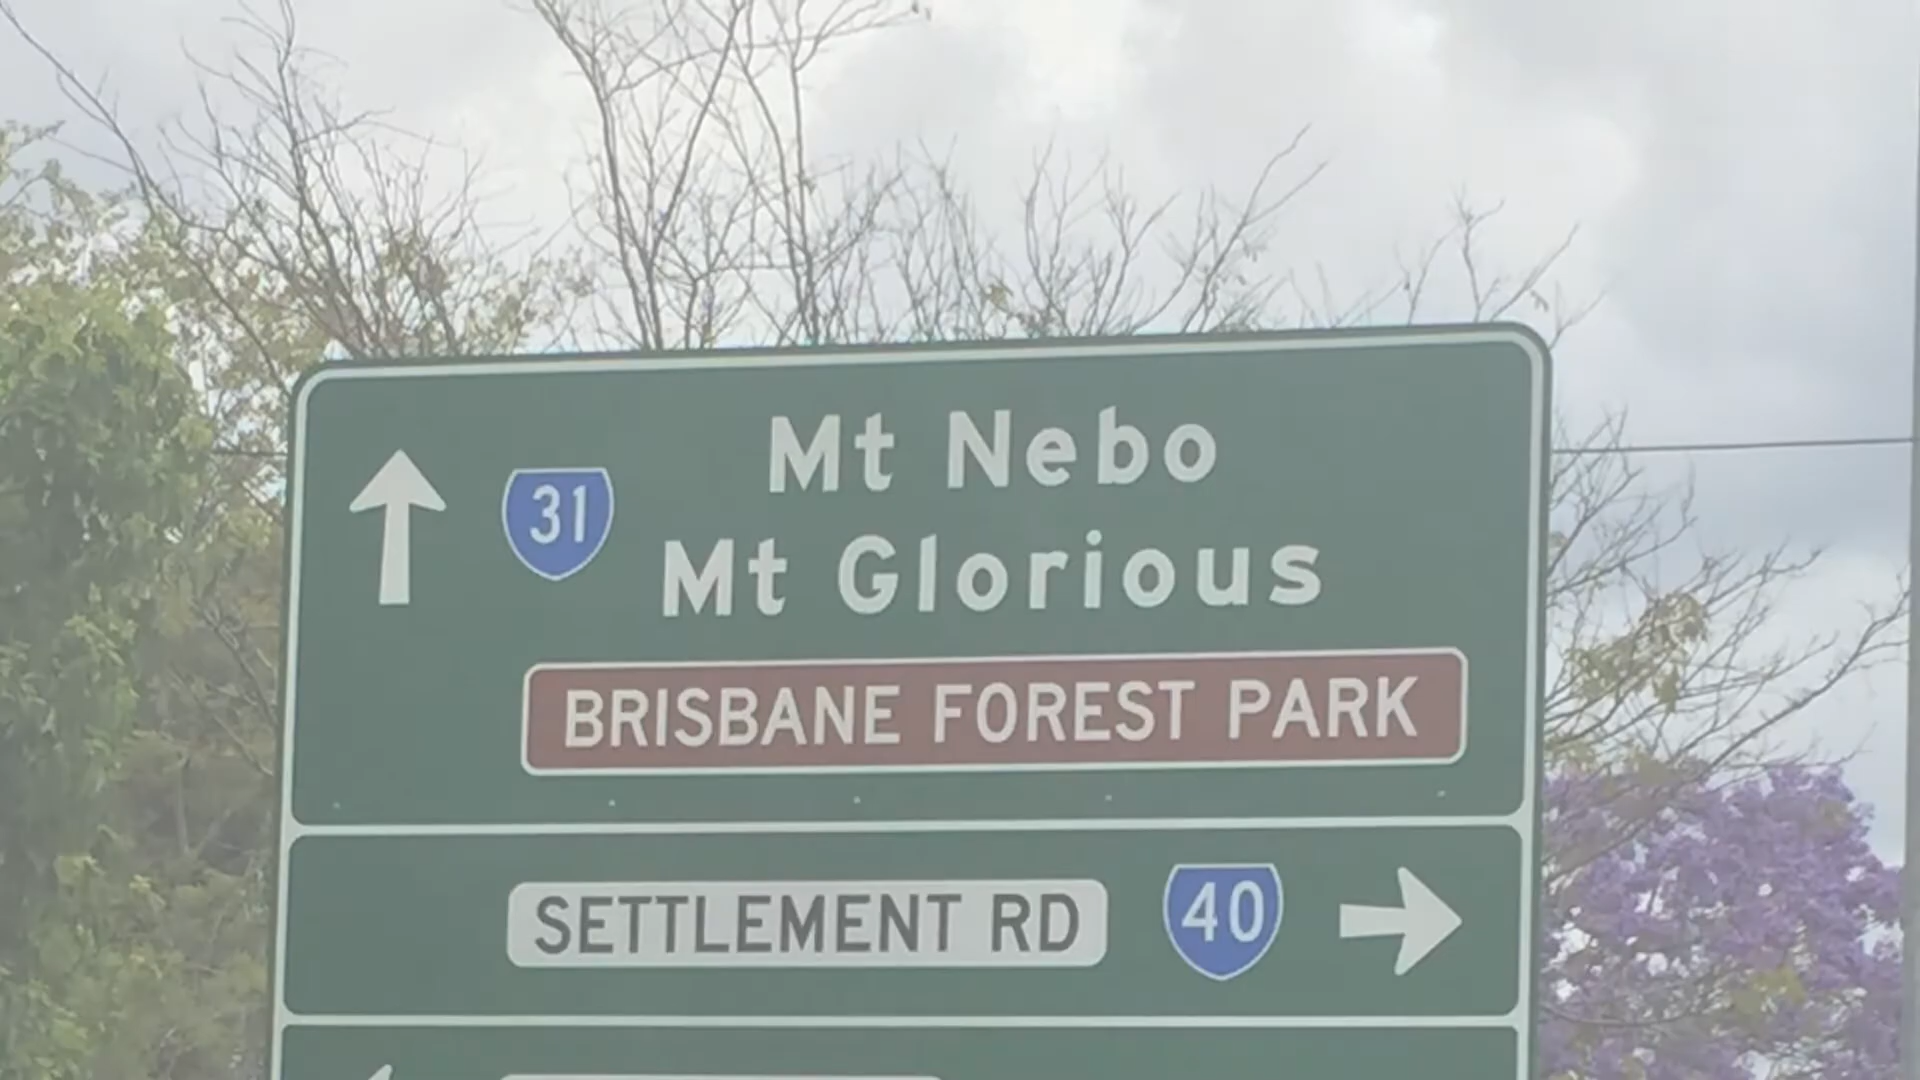 31
Mt Nebo
Mt Glorious
BRISBANE FOREST PARK
SETTLEMENT RD 40